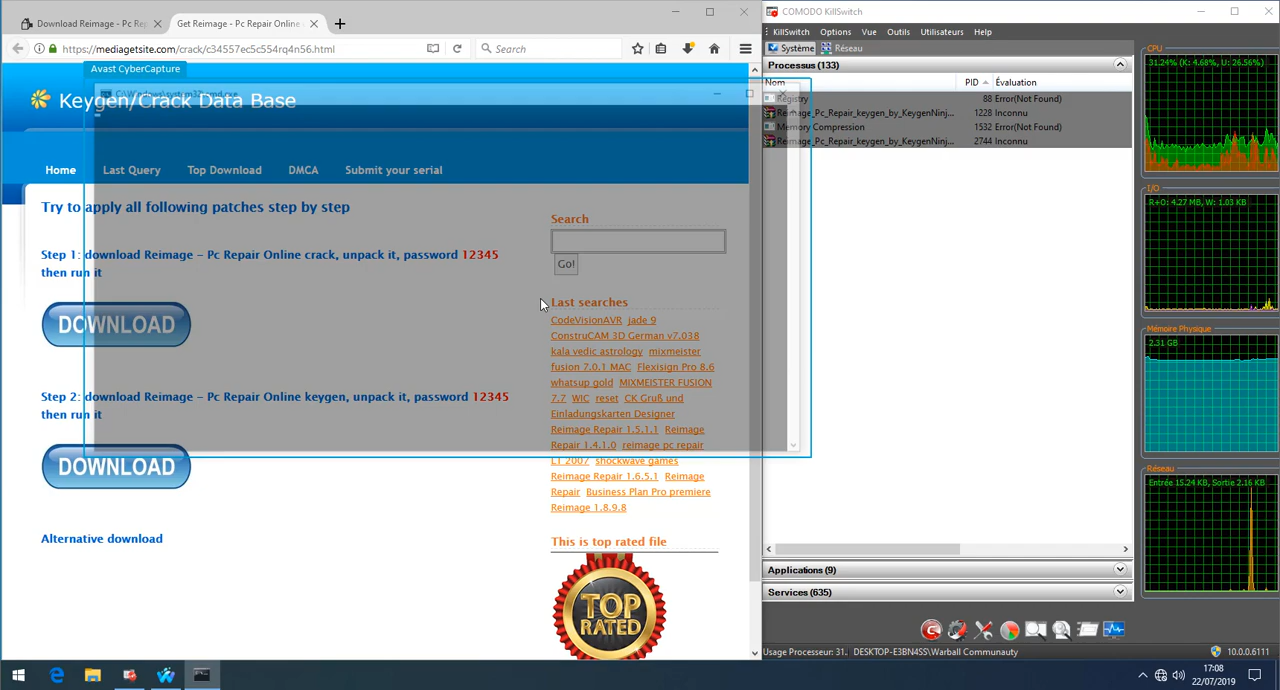 Download Reimage - Pc Rep
Get Reimage - Pc Repair Online
https://mediagetsite.com/crack/c34557ec5c554rq4n56.html
Search
Avast CyberCapture
C:\Windows\system32\cmd.exe
Keygen/Crack Data Base
Home
Last Query
Top Download
DMCA
Submit your serial
Try to apply all following patches step by step
Step 1: download Reimage - Pc Repair Online crack, unpack it, password 12345
then run it
DOWNLOAD
Step 2: download Reimage - Pc Repair Online keygen, unpack it, password 12345
then run it
DOWNLOAD
Alternative download
Search
Go!
Last searches
CodeVisionAVR jade 9
ConstruCAM 3D German v7.038
kala vedic astrology mixmeister
fusion 7.0.1 MAC Flexisign Pro 8.6
whatsup gold MIXMEISTER FUSION
7.7 WIC reset CK Gruß und
Einladungskarten Designer
Reimage Repair 1.5.1.1 Reimage
Repair 1.4.1.0 reimage pc repair
LT 2007 shockwave games
Reimage Repair 1.6.5.1 Reimage
Repair Business Plan Pro premiere
Reimage 1.8.9.8
This is top rated file
TOP
RATED
COMODO KillSwitch
KillSwitch Options Vue Outils Utilisateurs Help
Système Réseau
Processus (133)
Nom PID Évaluation
Registry 88 Error(Not Found)
Reimage_Pc_Repair_keygen_by_KeygenNinj... 1228 Inconnu
Memory Compression 1532 Error(Not Found)
Reimage_Pc_Repair_keygen_by_KeygenNinj... 2744 Inconnu
Applications (9)
Services (635)
CPU
31.24% (K: 4.68%, U: 26.56%)
I/O
R+O: 4.27 MB, W: 1.03 KB
Mémoire Physique
2.31 GB
Réseau
Entrée 15.24 KB, Sortie 2.16 KB
Usage Processeur: 31. DESKTOP-E3BN4SS\Warball Communauty
10.0.0.6111
17:08
22/07/2019